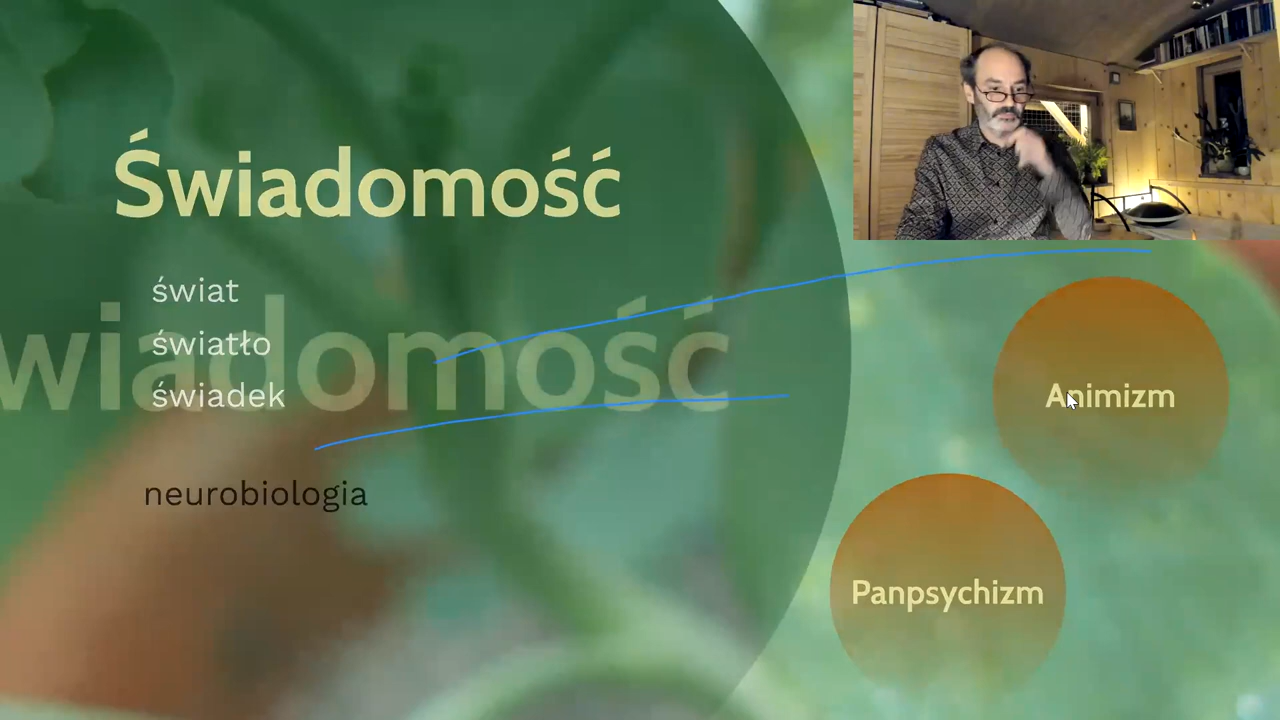 Świadomość
świat
światło
świadek
wiadomość
neurobiologia
Animizm
Panpsychizm